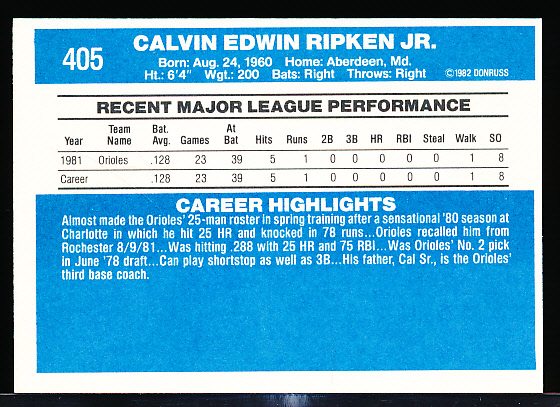 405
CALVIN EDWIN RIPKEN JR.
Born: Aug. 24, 1960 Home: Aberdeen, Md.
Ht.: 6'4" Wgt.: 200 Bats: Right Throws: Right ©1982 DONRUSS
RECENT MAJOR LEAGUE PERFORMANCE
Year Team Name Bat. Avg. Games At Bat Hits Runs 2B 3B HR RBI Steal Walk SO
1981 Orioles .128 23 39 5 1 0 0 0 0 0 1 8
Career .128 23 39 5 1 0 0 0 0 0 1 8
CAREER HIGHLIGHTS
Almost made the Orioles' 25-man roster in spring training after a sensational '80 season at
Charlotte in which he hit 25 HR and knocked in 78 runs...Orioles recalled him from
Rochester 8/9/81...Was hitting .288 with 25 HR and 75 RBI...Was Orioles' No. 2 pick
in June '78 draft...Can play shortstop as well as 3B...His father, Cal Sr., is the Orioles'
third base coach.